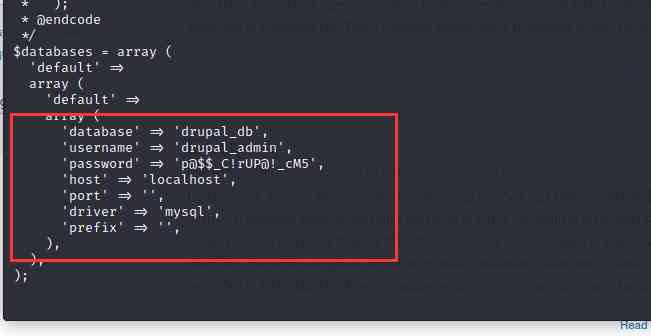 *   );
* @endcode
*/
$databases = array (
'default' =>
array (
'default' =>
array (
'database' => 'drupal_db',
'username' => 'drupal_admin',
'password' => 'p@$$_C!rUP@!_cM5',
'host' => 'localhost',
'port' => '',
'driver' => 'mysql',
'prefix' => '',
),
),
);
Read